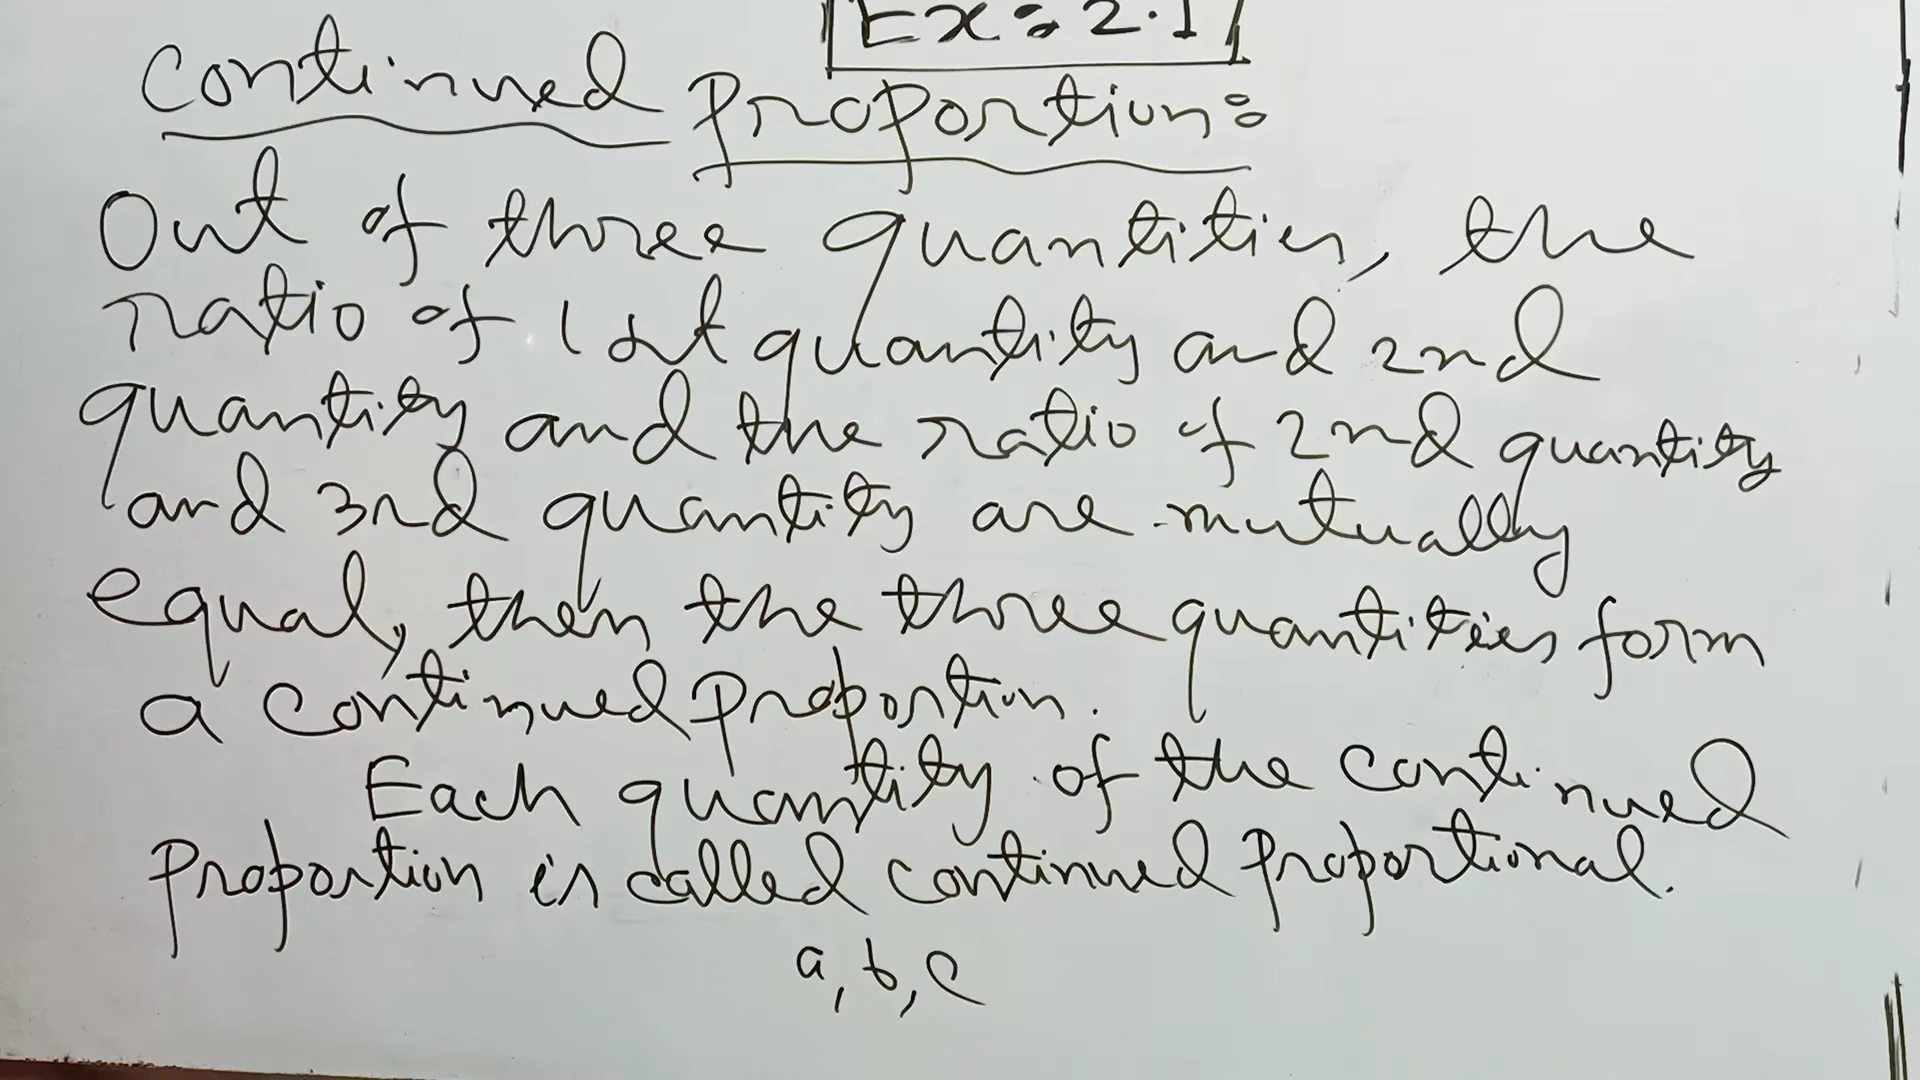 Ex: 2.1
Continued Proportion:
Out of three quantities, the
ratio of 1st quantity and 2nd
quantity and the ratio of 2nd quantity
and 3rd quantity are mutually
equal, then the three quantities form
a continued proportion.
Each quantity of the continued
proportion is called continued proportional.
a, b, c